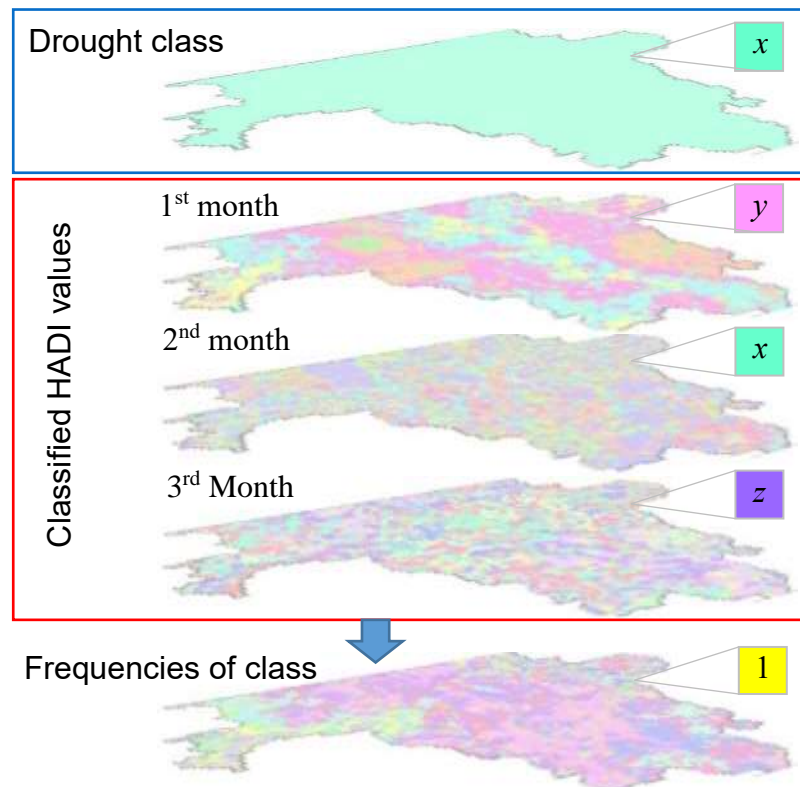 Drought class
x
Classified HADI values
1st month
y
2nd month
x
3rd Month
z
Frequencies of class
1